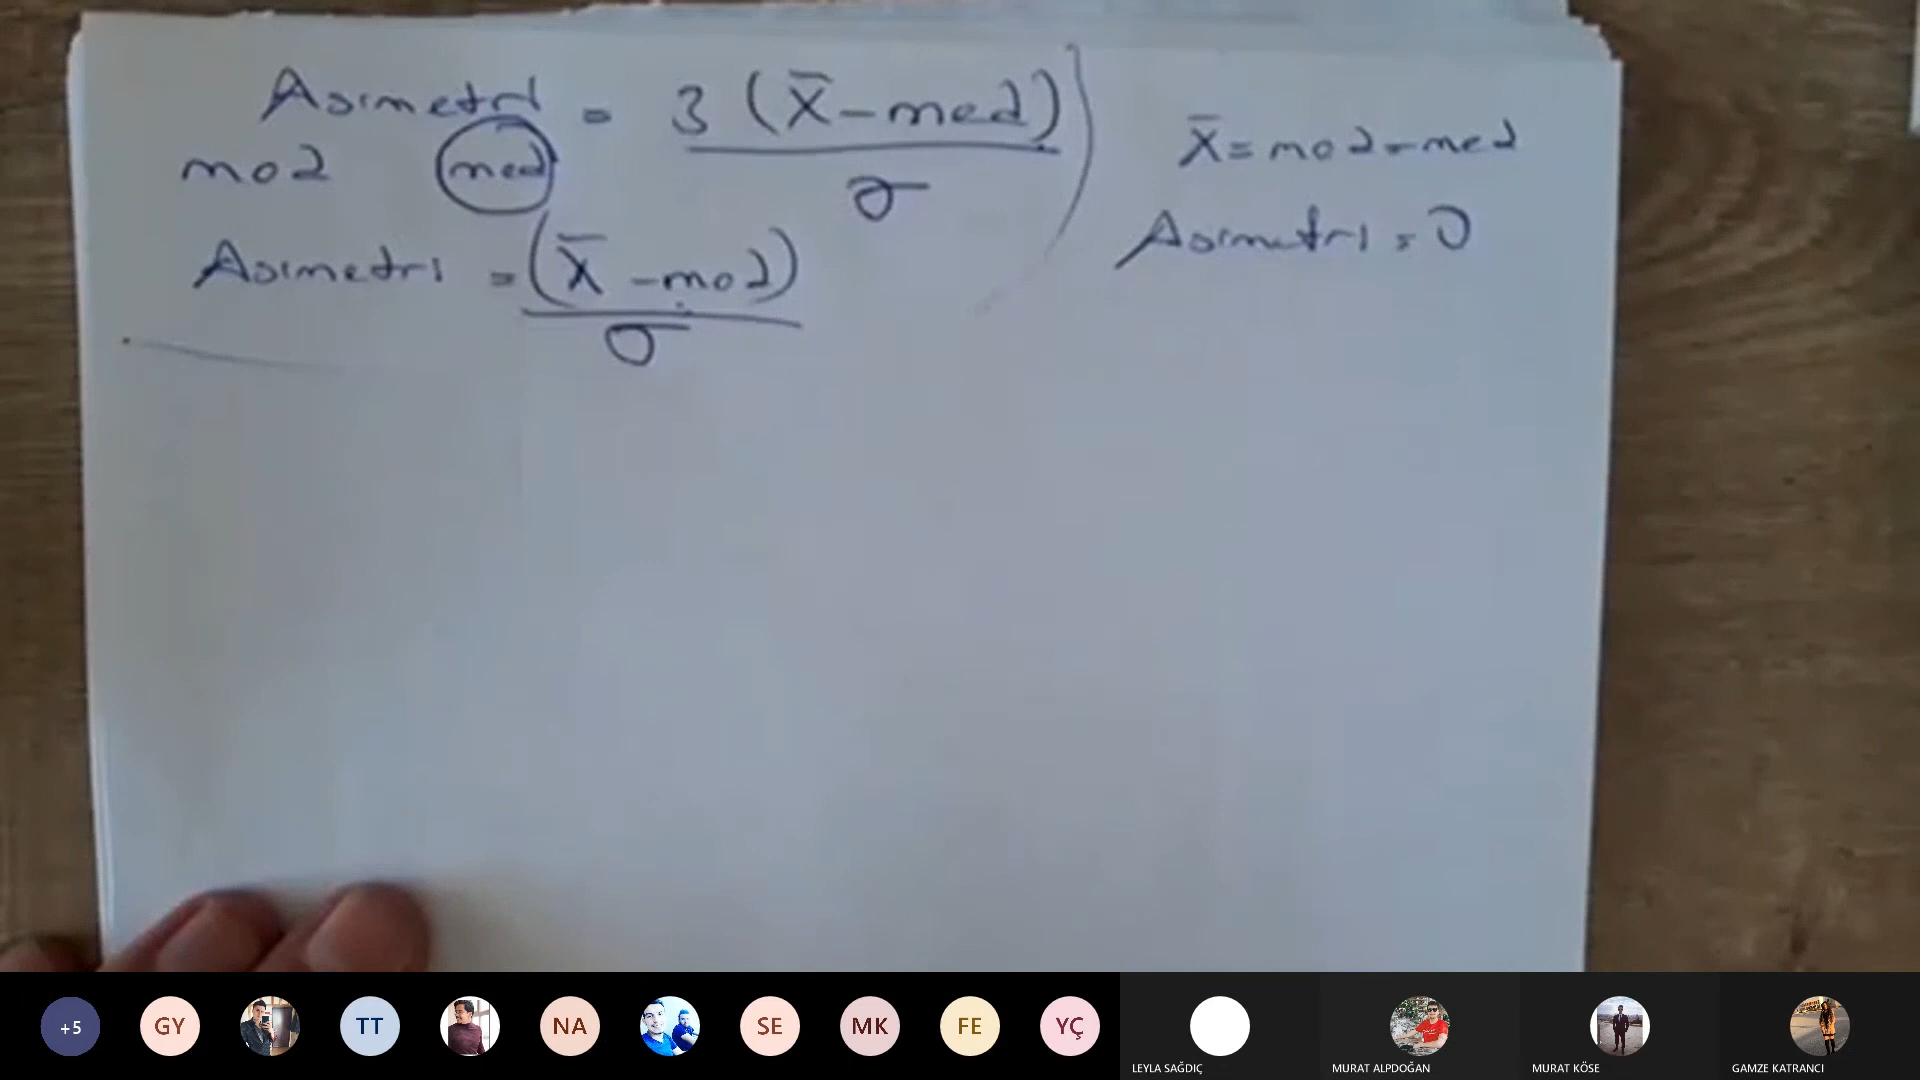 Asimetri = 3 (X̄ - med)
σ
mod med
Asimetri = (X̄ - mod)
σ
X̄ = mod = med
Asimetri = 0
+5 GY TT NA SE MK FE YÇ
LEYLA SAĞDIÇ MURAT ALPDOĞAN MURAT KÖSE GAMZE KATRANCI